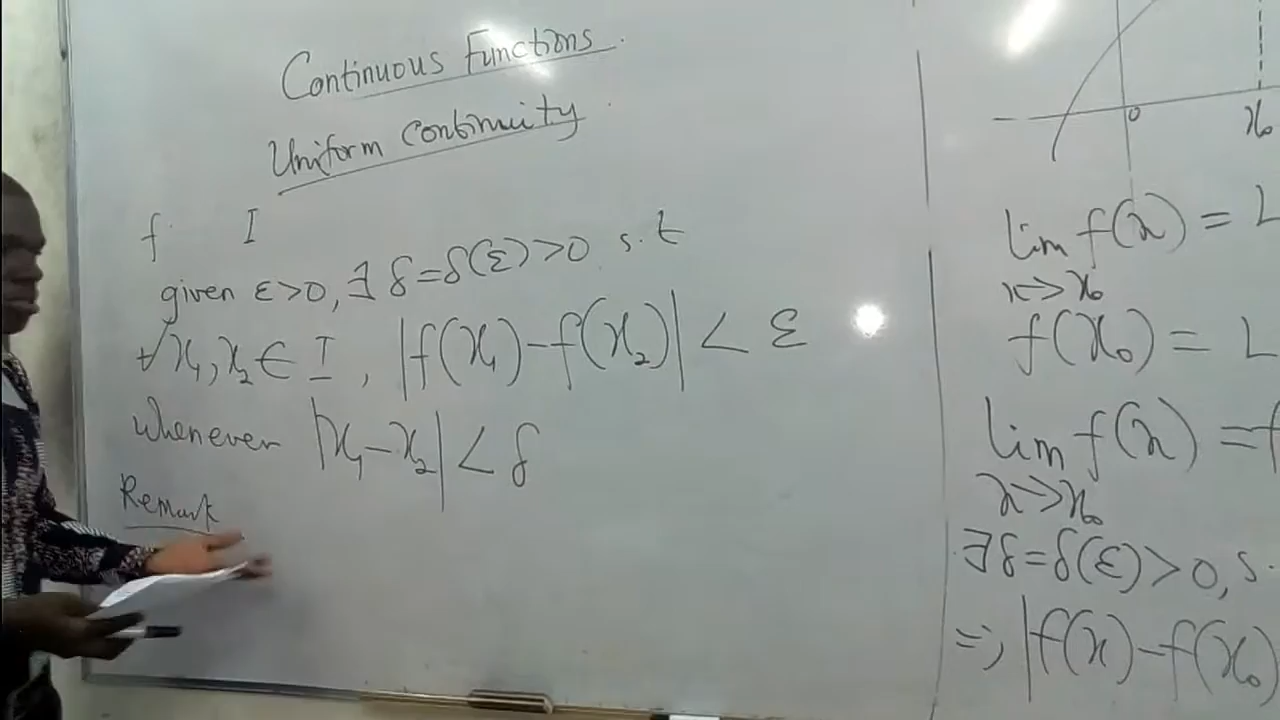 Continuous Functions.
Uniform Continuity.
f I
given ε>0, ∃ δ=δ(ε)>0 s.t
∀x₁,x₂ ∈ I, |f(x₁)-f(x₂)| < ε
whenever |x₁-x₂| < δ
Remark
0 x₀
lim f(x) = L
x->x₀
f(x₀) = L
lim f(x) = f
x->x₀
∃δ=δ(ε)>0, s.
=>, |f(x)-f(x₀)